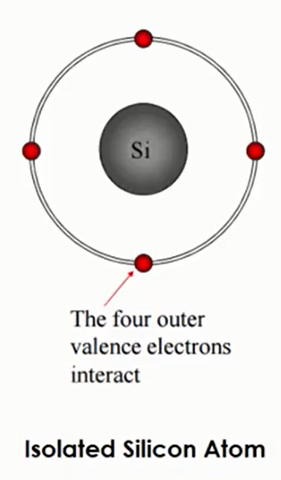 Si
The four outer
valence electrons
interact
Isolated Silicon Atom